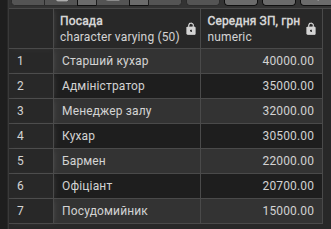 Посада Середня ЗП, грн
character varying (50) numeric
1 Старший кухар 40000.00
2 Адміністратор 35000.00
3 Менеджер залу 32000.00
4 Кухар 30500.00
5 Бармен 22000.00
6 Офіціант 20700.00
7 Посудомийник 15000.00